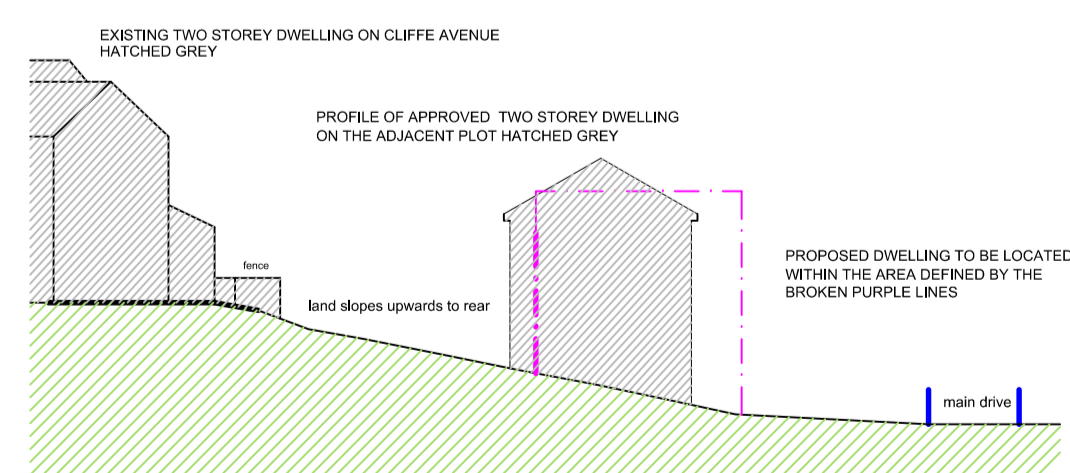 EXISTING TWO STOREY DWELLING ON CLIFFE AVENUE
HATCHED GREY
PROFILE OF APPROVED TWO STOREY DWELLING
ON THE ADJACENT PLOT HATCHED GREY
fence
land slopes upwards to rear
PROPOSED DWELLING TO BE LOCATED
WITHIN THE AREA DEFINED BY THE
BROKEN PURPLE LINES
main drive